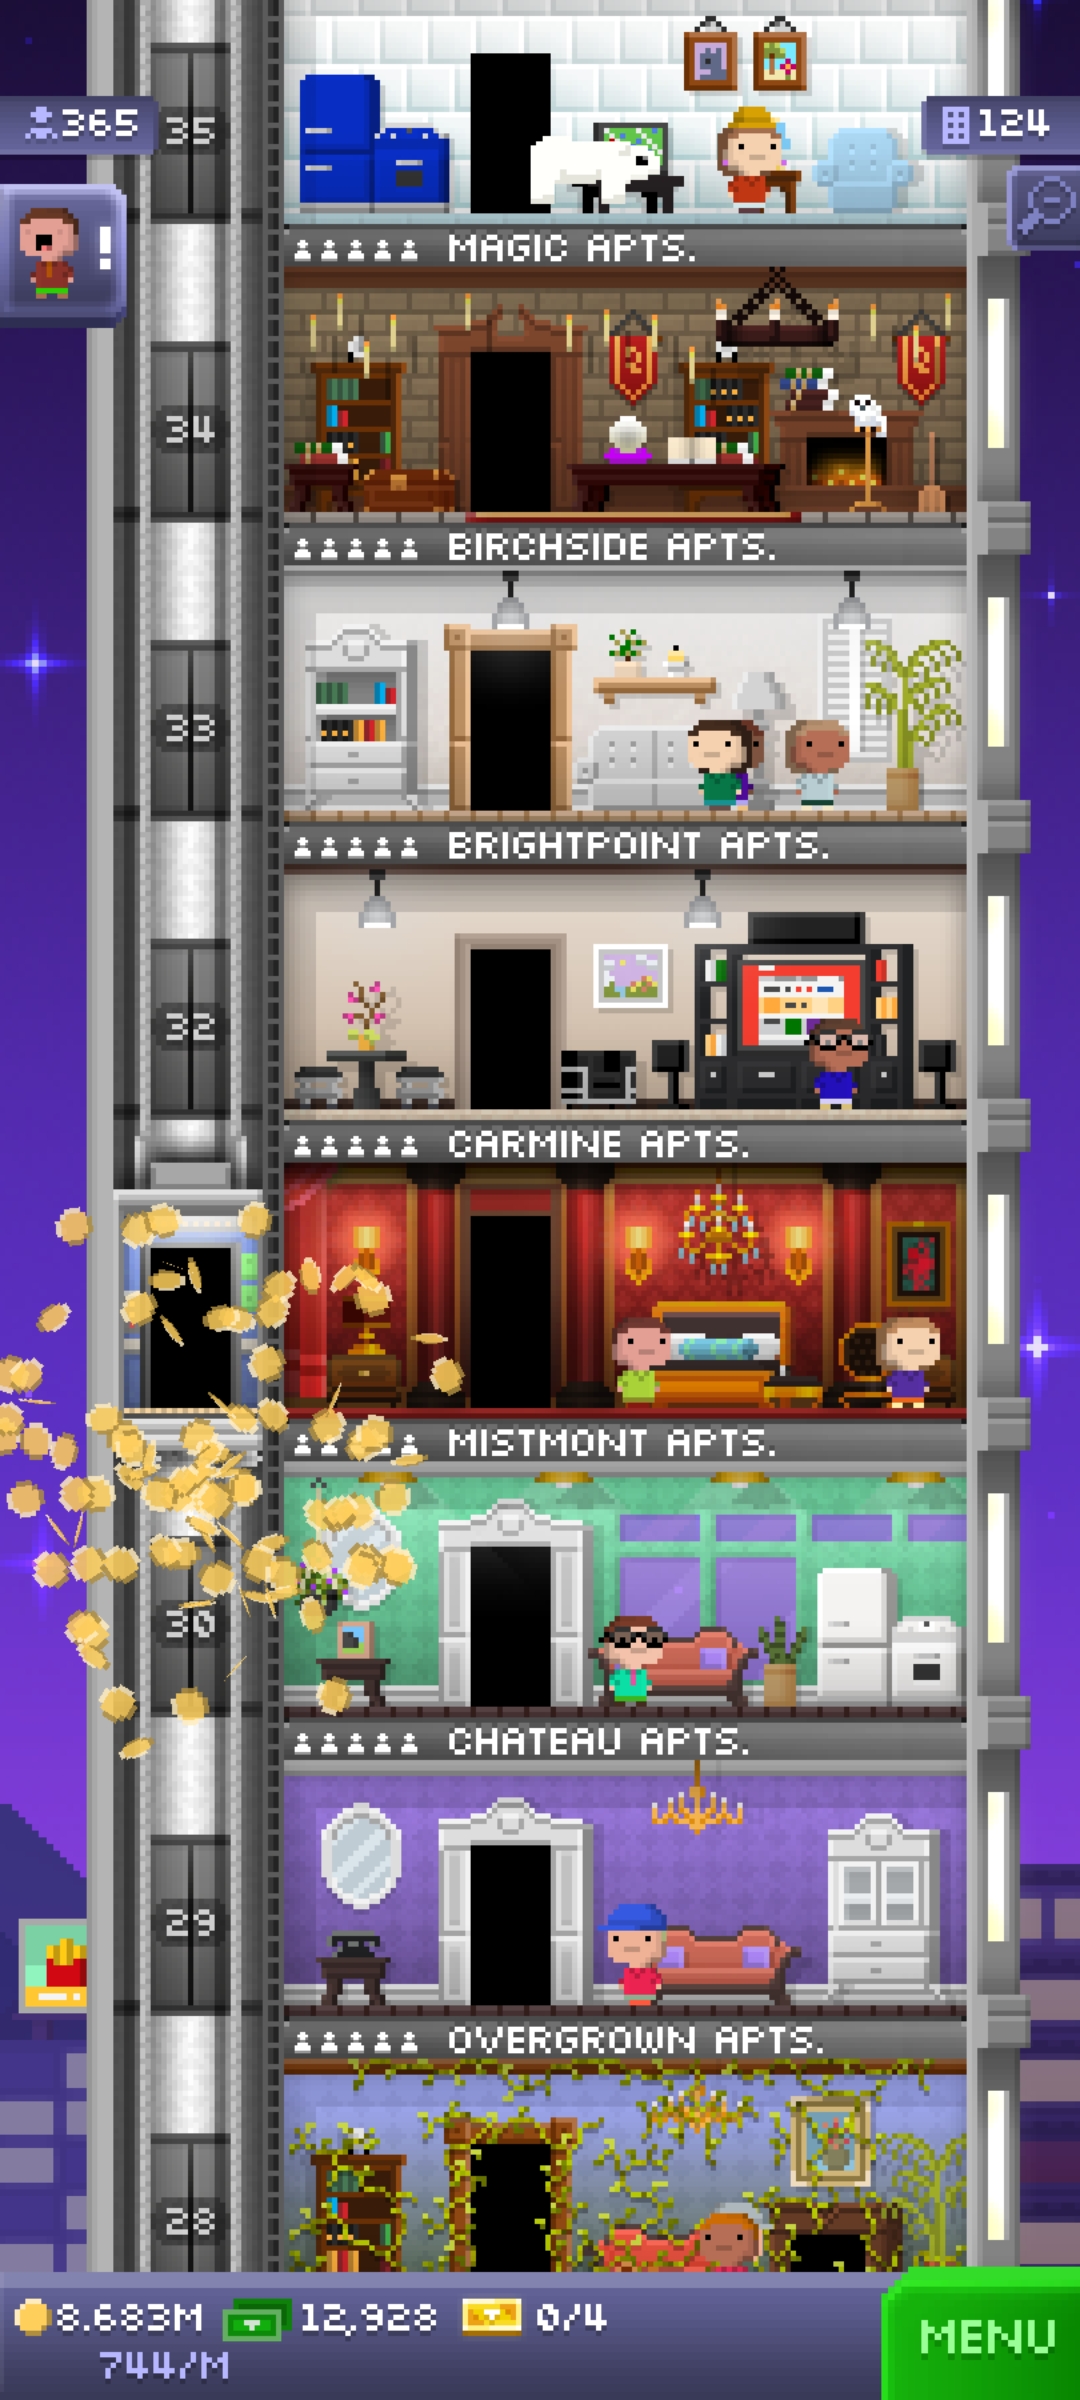 365
35
124
!
MAGIC APTS.
34
BIRCHSIDE APTS.
33
BRIGHTPOINT APTS.
32
CARMINE APTS.
MISTMONT APTS.
30
CHATEAU APTS.
29
OVERGROWN APTS.
28
8.683M 12,928 0/4
744/M
MENU